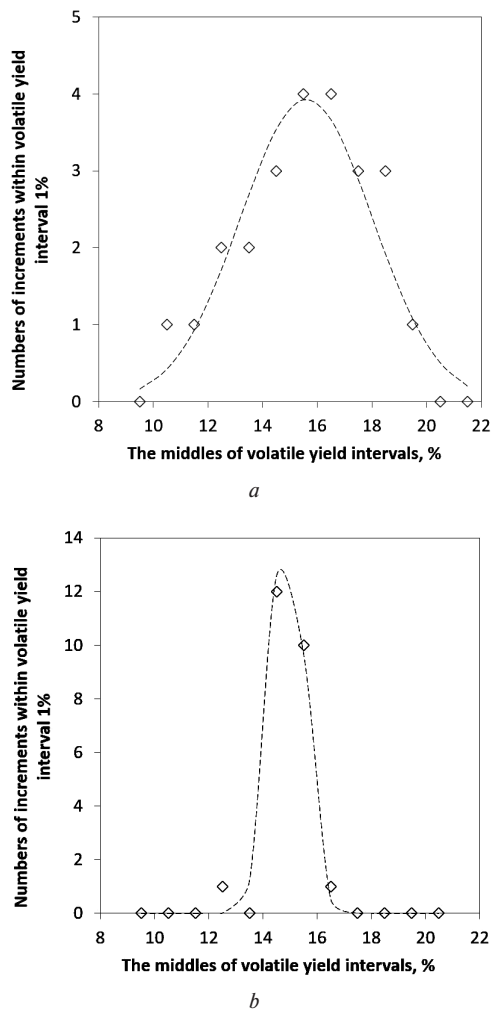 5
4
3
2
1
0
8 10 12 14 16 18 20 22
Numbers of increments within volatile yield
interval 1%
The middles of volatile yield intervals, %
a
14
12
10
8
6
4
2
0
8 10 12 14 16 18 20 22
Numbers of increments within volatile yield
interval 1%
The middles of volatile yield intervals, %
b